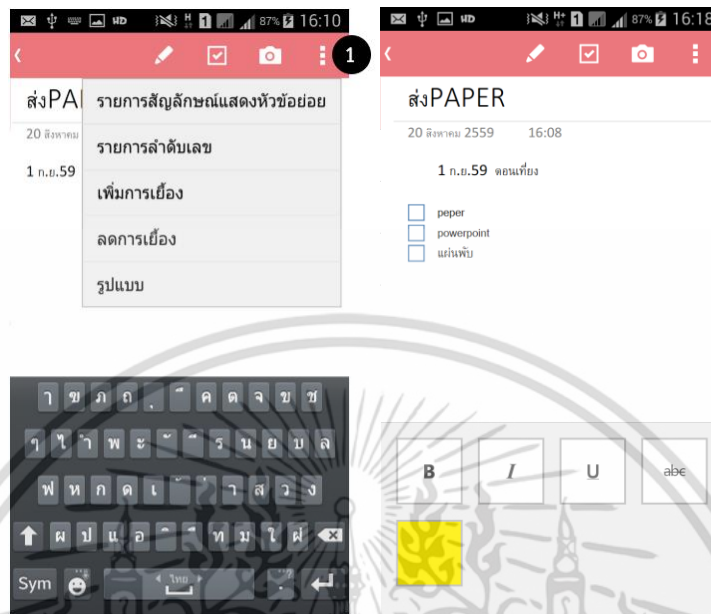 HD 1 87% 16:10
1
ส่งPAI
20 สิงหาคม
1 ก.ย.59
รายการสัญลักษณ์แสดงหัวข้อย่อย
รายการลำดับเลข
เพิ่มการเยื้อง
ลดการเยื้อง
รูปแบบ
ๅ ข ภ ถ ุ ึ ค ต จ ข ช
ๆ ไ ำ พ ะ ั ี ร น ย บ ล
ฟ ห ก ด เ ้ ่ า ส ว ง
ผ ป แ อ ิ ื ท ม ใ ฝ
Sym ไทย . ?
HD H+ 1 87% 16:18
ส่งPAPER
20 สิงหาคม 2559 16:08
1 ก.ย.59 ตอนเที่ยง
peper
powerpoint
แผ่นพับ
B I U abc